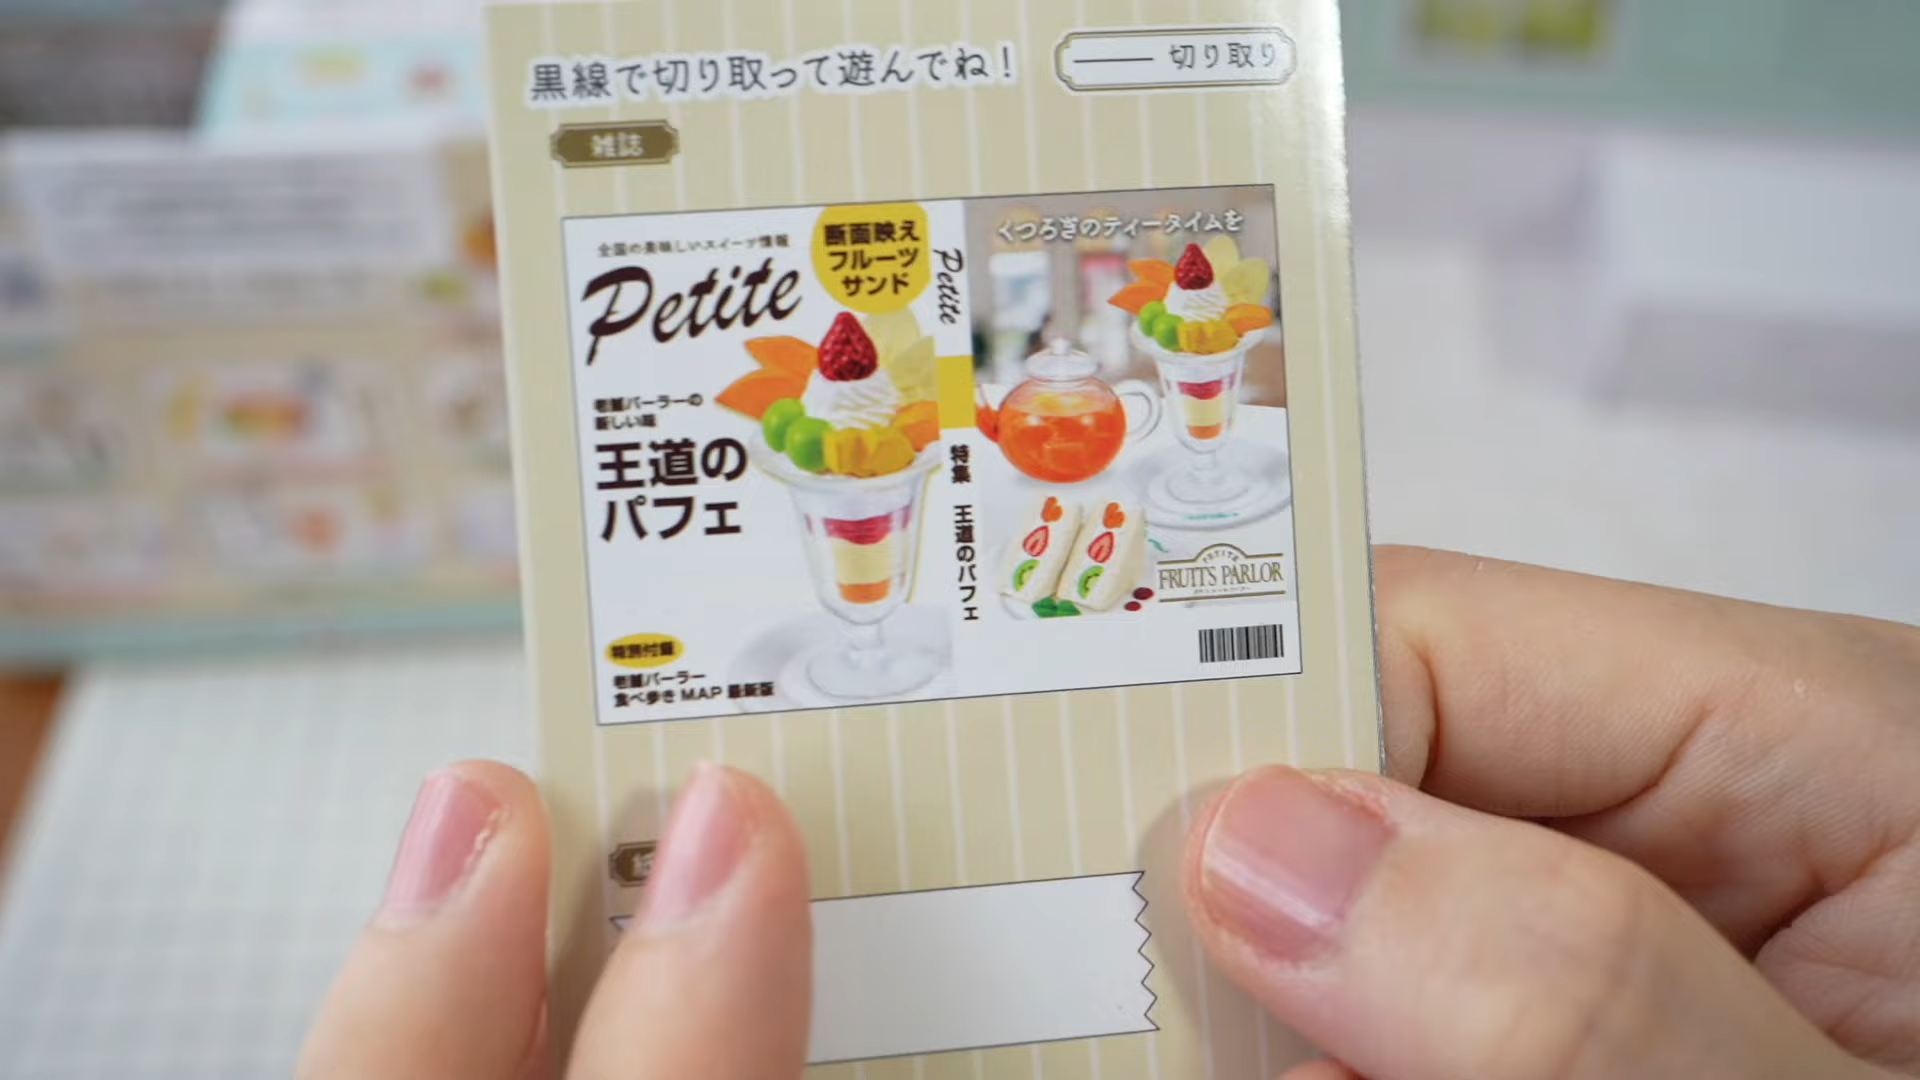 黒線で切り取って遊んでね！
切り取り
雑誌
全国の美味しいスイーツ情報
Petite
断面映え
フルーツ
サンド
老舗パーラーの
新しい味
王道の
パフェ
特別付録
老舗パーラー
食べ歩きMAP 最新版
Petite
特集 王道のパフェ
くつろぎのティータイムを
PETITE
FRUITS PARLOR